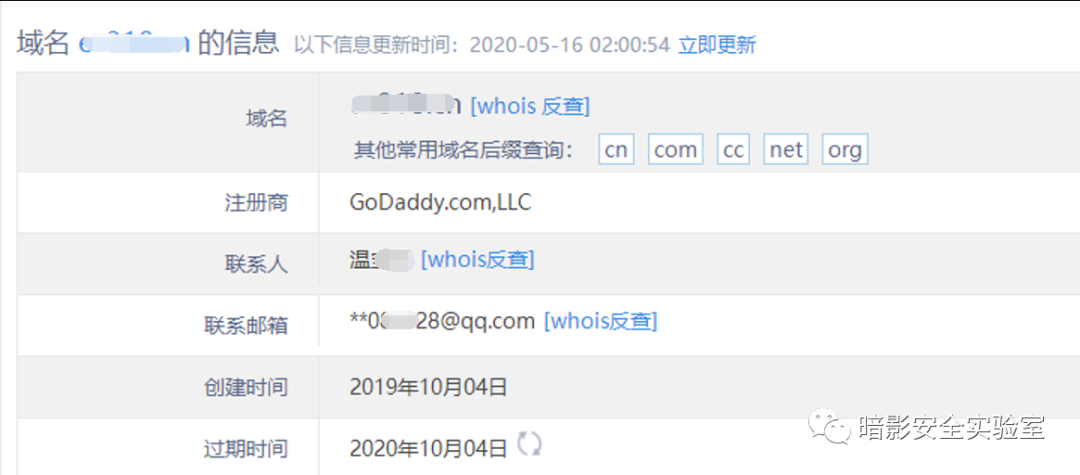 域名 的信息 以下信息更新时间：2020-05-16 02:00:54 立即更新
域名 [whois 反查]
其他常用域名后缀查询： cn com cc net org
注册商 GoDaddy.com,LLC
联系人 温 [whois反查]
联系邮箱 **0 28@qq.com [whois反查]
创建时间 2019年10月04日
过期时间 2020年10月04日
暗影安全实验室